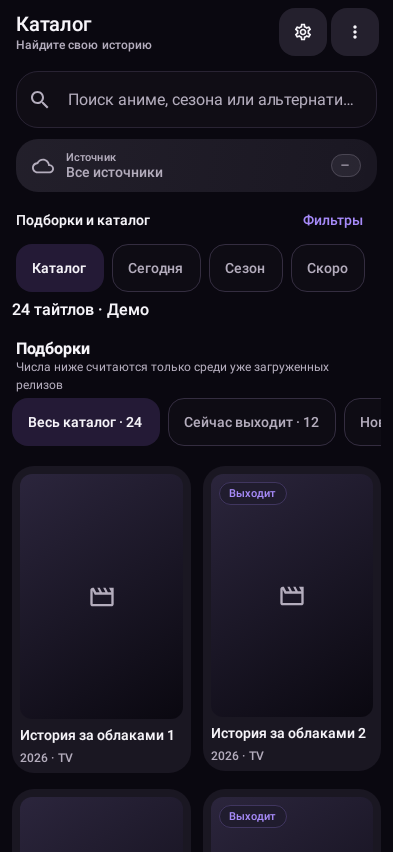 Каталог
Найдите свою историю
Поиск аниме, сезона или альтернати…
Источник
Все источники
–
Подборки и каталог
Фильтры
Каталог
Сегодня
Сезон
Скоро
24 тайтлов · Демо
Подборки
Числа ниже считаются только среди уже загруженных
релизов
Весь каталог · 24
Сейчас выходит · 12
Выходит
История за облаками 1
2026 · TV
История за облаками 2
2026 · TV
Выходит